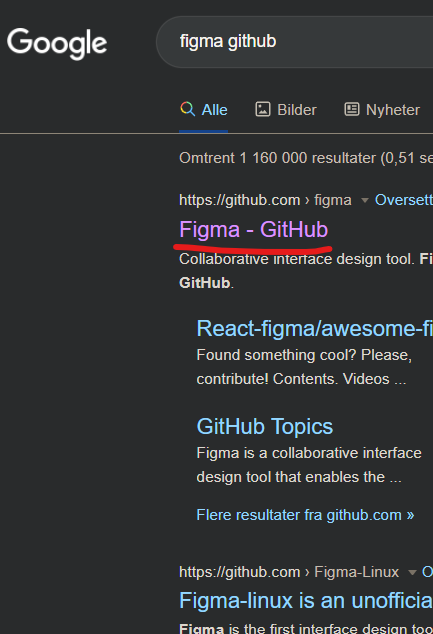 Google
figma github
Alle
Bilder
Nyheter
Omtrent 1 160 000 resultater (0,51 se
https://github.com › figma
Oversett
Figma - GitHub
Collaborative interface design tool. Fi
GitHub.
React-figma/awesome-fi
Found something cool? Please,
contribute! Contents. Videos ...
GitHub Topics
Figma is a collaborative interface
design tool that enables the ...
Flere resultater fra github.com »
https://github.com › Figma-Linux
O
Figma-linux is an unofficia
Figma is the first interface design too